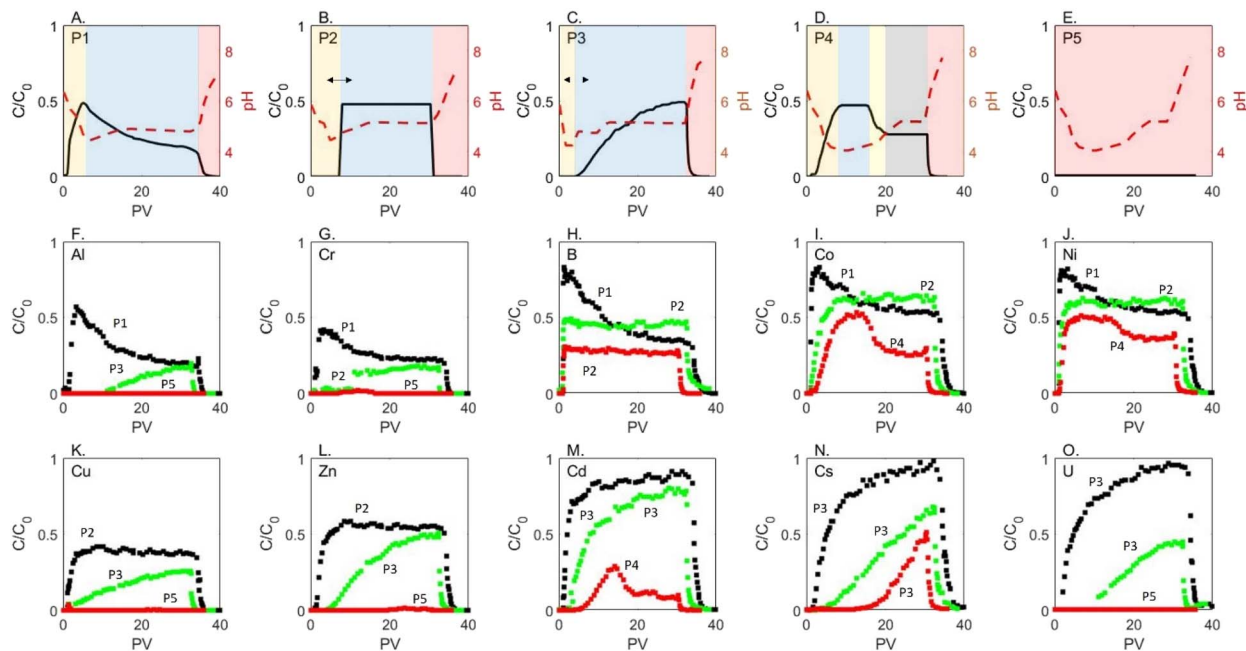 A. B. C. D. E.
P1 P2 P3 P4 P5
1 1 1 1 1
8 8 8 8 8
C/C0 0.5 6 pH C/C0 0.5 6 pH C/C0 0.5 6 pH C/C0 0.5 6 pH C/C0 0.5 6 pH
4 4 4 4 4
0 0 0 0 0
0 20 40 0 20 40 0 20 40 0 20 40 0 20 40
PV PV PV PV PV
F. G. H. I. J.
1 1 1 1 1
Al Cr B Co Ni
P1 P1 P1 P1 P1
P2 P2 P2
C/C0 0.5 C/C0 0.5 C/C0 0.5 C/C0 0.5 C/C0 0.5
P3 P5 P2 P5 P2 P4 P4
0 0 0 0 0
0 20 40 0 20 40 0 20 40 0 20 40 0 20 40
PV PV PV PV PV
K. L. M. N. O.
1 1 1 1 1
Cu Zn Cd Cs U
P2 P2 P3 P3 P3 P3
C/C0 0.5 C/C0 0.5 C/C0 0.5 C/C0 0.5 C/C0 0.5
P3 P3 P4 P3 P3
P5 P5 P3 P5
0 0 0 0 0
0 20 40 0 20 40 0 20 40 0 20 40 0 20 40
PV PV PV PV PV